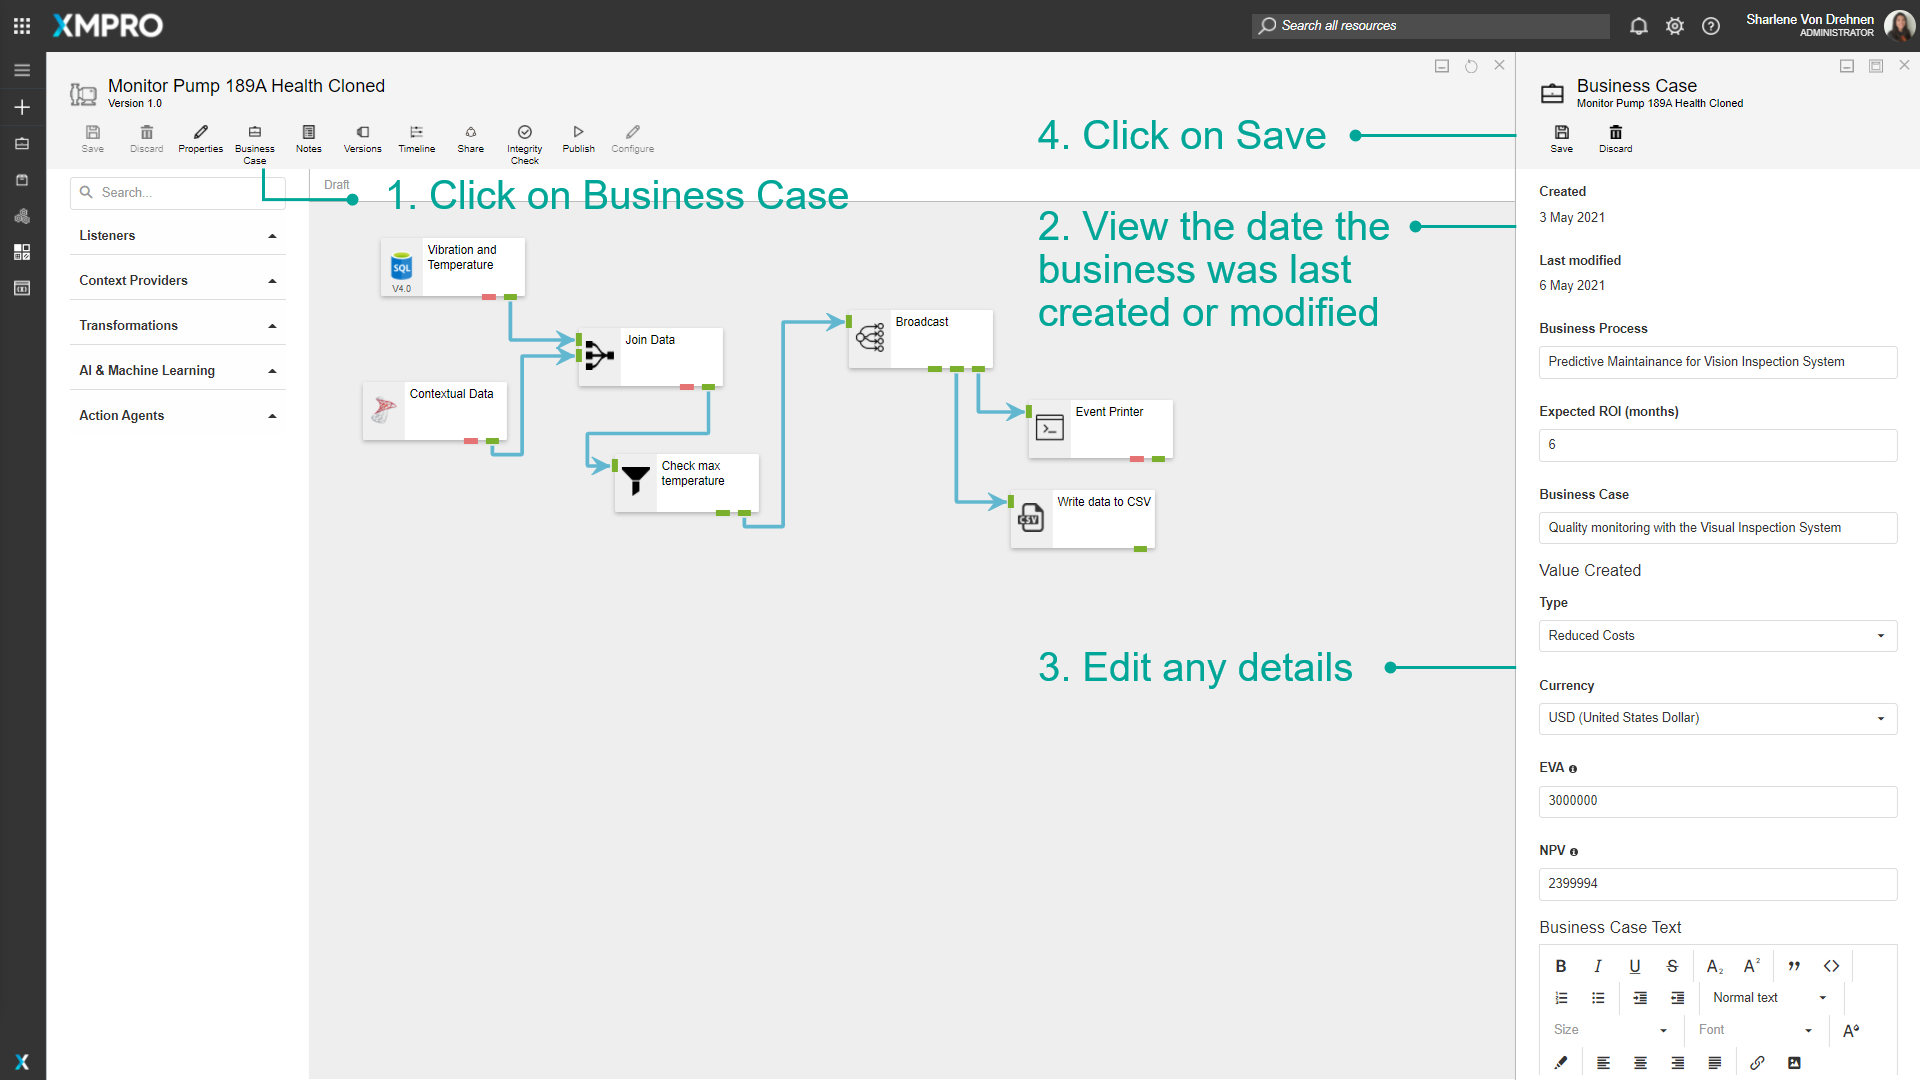 XMPRO
Search all resources
Sharlene Von Drehnen
ADMINISTRATOR
Monitor Pump 189A Health Cloned
Version 1.0
Save
Discard
Properties
Business
Case
Notes
Versions
Timeline
Share
Integrity
Check
Publish
Configure
4. Click on Save
1. Click on Business Case
2. View the date the
business was last
created or modified
3. Edit any details
Search...
Listeners
Context Providers
Transformations
AI & Machine Learning
Action Agents
Draft
Vibration and
Temperature
SQL
V4.0
Join Data
Contextual Data
Check max
temperature
Broadcast
Event Printer
Write data to CSV
CSV
Business Case
Monitor Pump 189A Health Cloned
Save
Discard
Created
3 May 2021
Last modified
6 May 2021
Business Process
Predictive Maintainance for Vision Inspection System
Expected ROI (months)
6
Business Case
Quality monitoring with the Visual Inspection System
Value Created
Type
Reduced Costs
Currency
USD (United States Dollar)
EVA
3000000
NPV
2399994
Business Case Text
B I U S A2 A2
Normal text
Size
Font
A